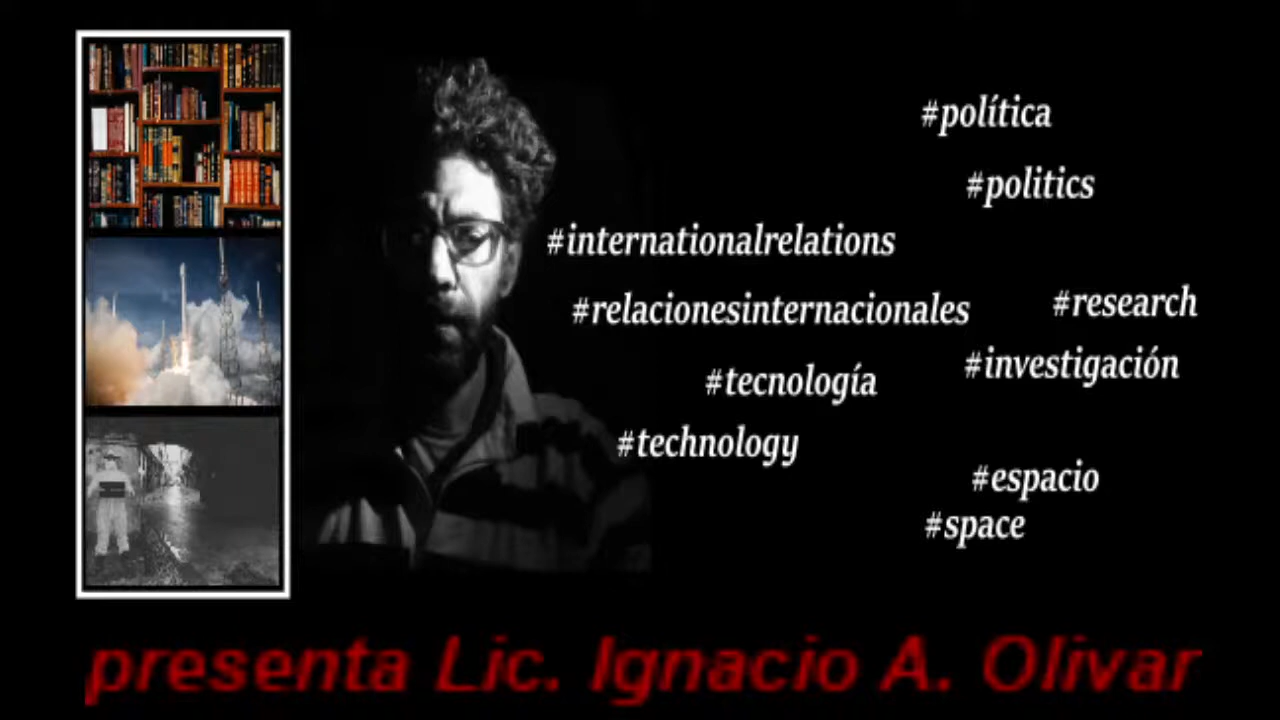 #política
#politics
#internationalrelations
#relacionesinternacionales
#research
#investigación
#tecnología
#technology
#espacio
#space
presenta Lic. Ignacio A. Olivar